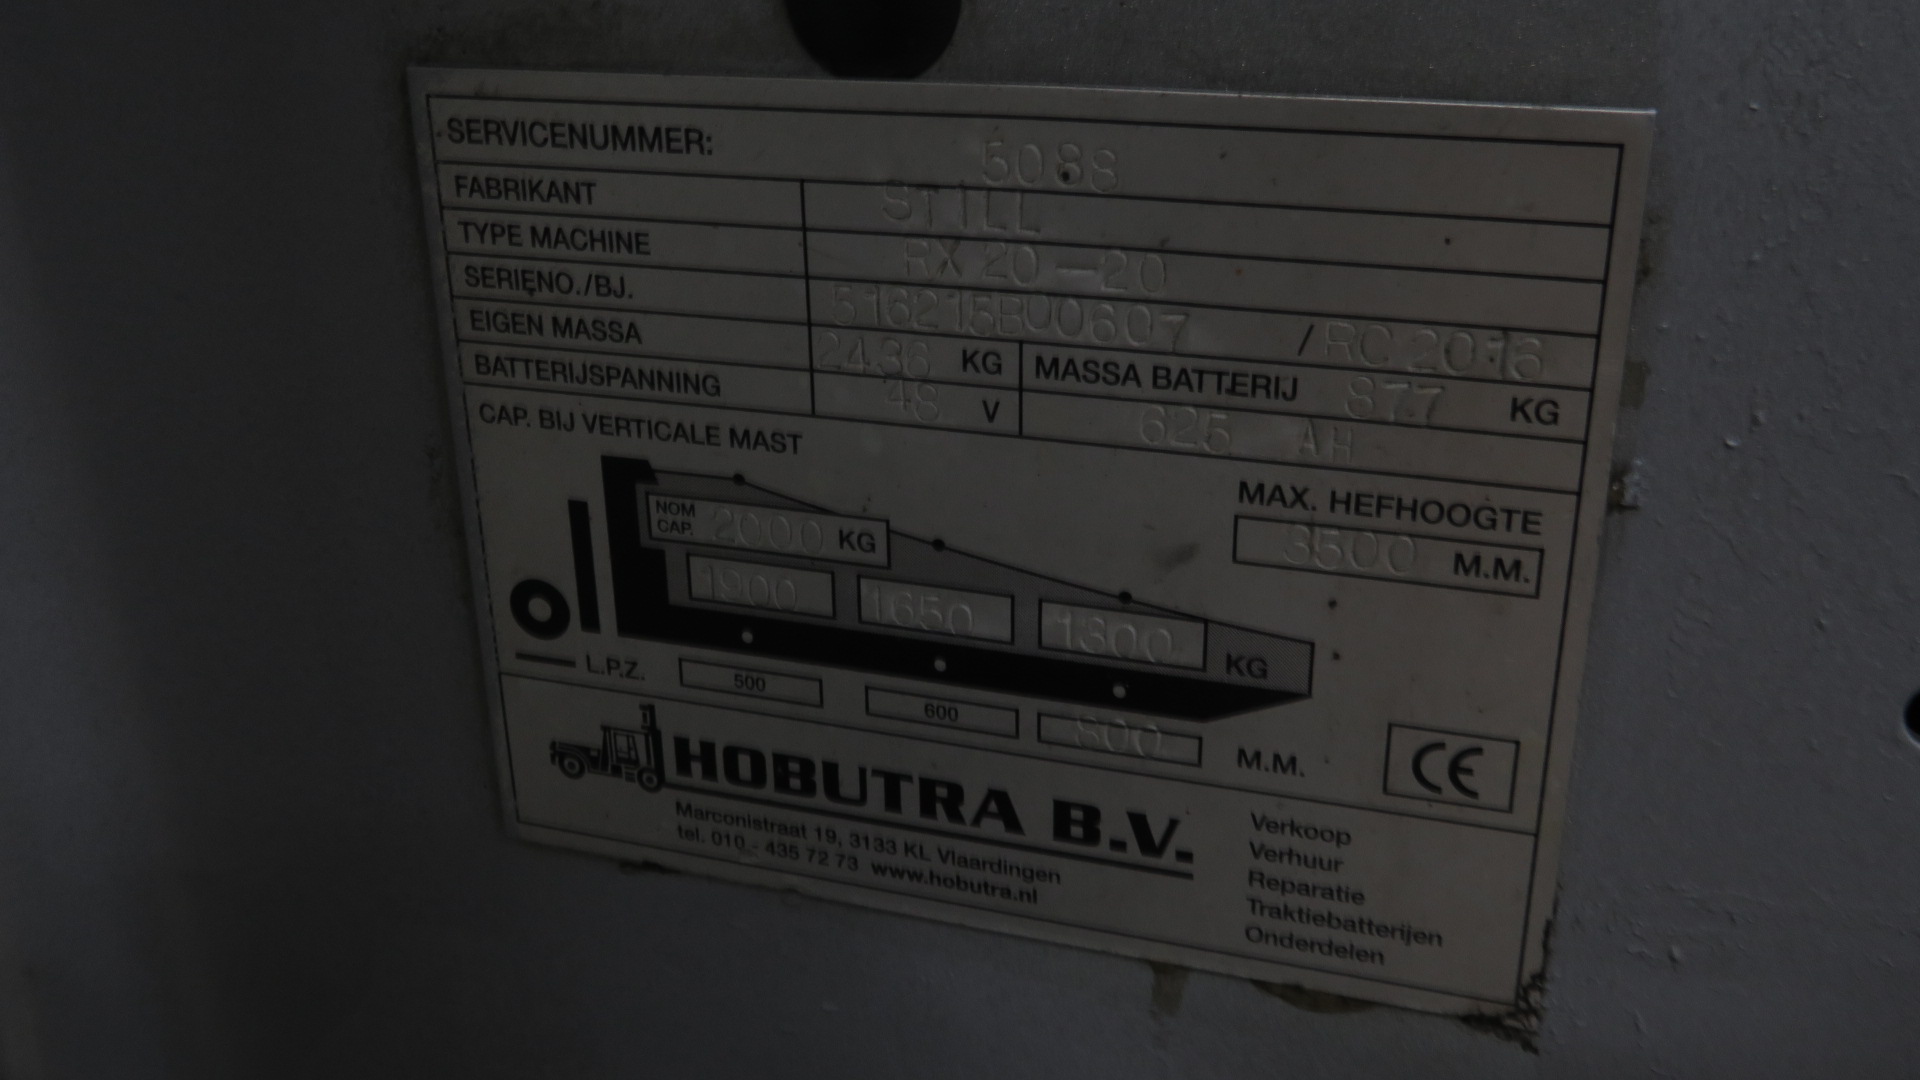 SERVICENUMMER: 5088
FABRIKANT STILL
TYPE MACHINE RX 20-20
SERIENO./BJ. 516215B00607 / RC 2016
EIGEN MASSA 2436 KG MASSA BATTERIJ 877 KG
BATTERIJSPANNING 48 V 625 AH
CAP. BIJ VERTICALE MAST
MAX. HEFHOOGTE
3500 M.M.
NOM CAP. 2000 KG
1900 1650 1300 KG
L.P.Z. 500 600 800 M.M.
CE
HOBUTRA B.V.
Marconistraat 19, 3133 KL Vlaardingen
tel. 010 - 435 72 73 www.hobutra.nl
Verkoop
Verhuur
Reparatie
Traktiebatterijen
Onderdelen